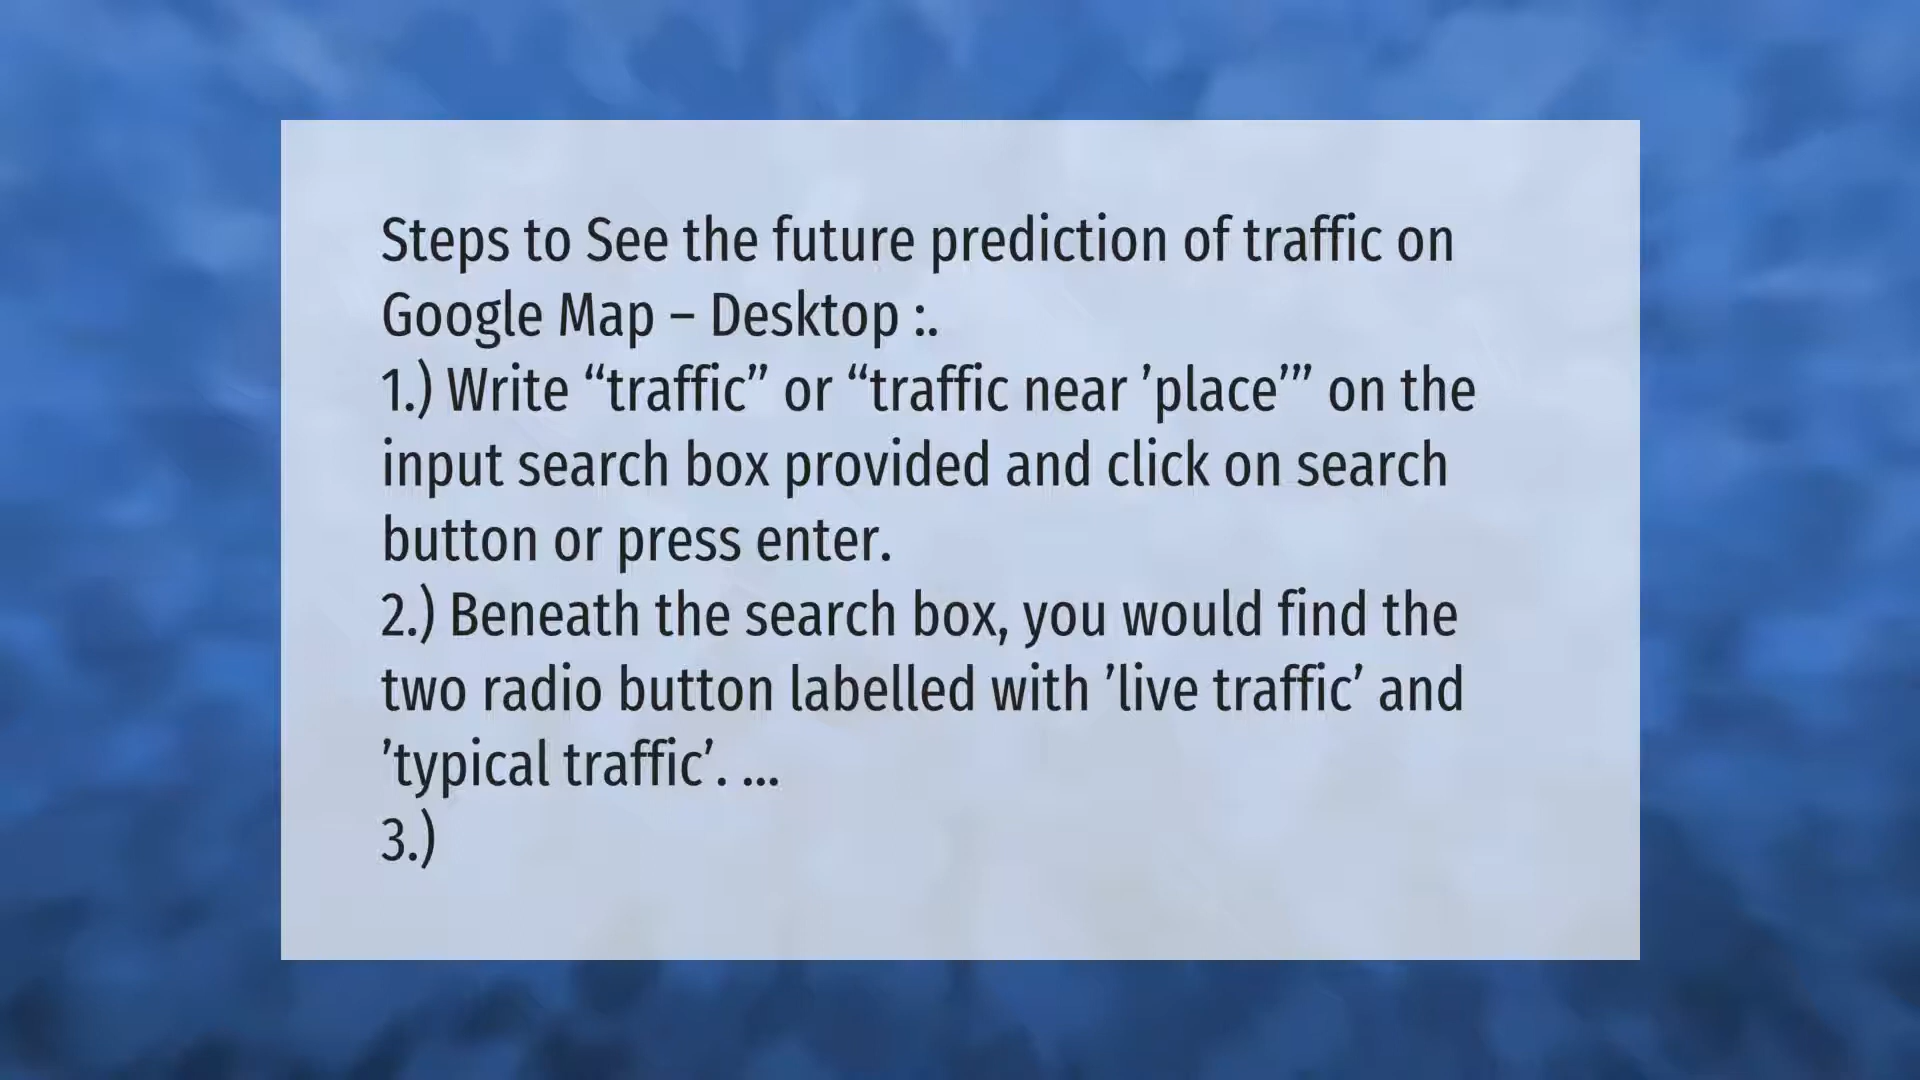 Steps to See the future prediction of traffic on
Google Map – Desktop :.
1.) Write “traffic” or “traffic near ’place’” on the
input search box provided and click on search
button or press enter.
2.) Beneath the search box, you would find the
two radio button labelled with ’live traffic’ and
’typical traffic’. ...
3.)